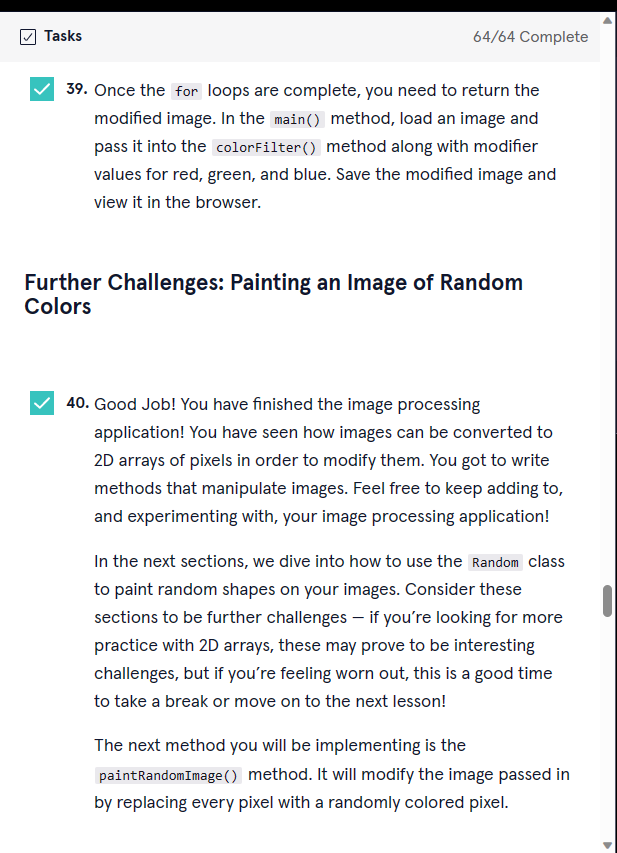 Tasks
64/64 Complete
39. Once the for loops are complete, you need to return the
modified image. In the main() method, load an image and
pass it into the colorFilter() method along with modifier
values for red, green, and blue. Save the modified image and
view it in the browser.
Further Challenges: Painting an Image of Random
Colors
40. Good Job! You have finished the image processing
application! You have seen how images can be converted to
2D arrays of pixels in order to modify them. You got to write
methods that manipulate images. Feel free to keep adding to,
and experimenting with, your image processing application!
In the next sections, we dive into how to use the Random class
to paint random shapes on your images. Consider these
sections to be further challenges — if you’re looking for more
practice with 2D arrays, these may prove to be interesting
challenges, but if you’re feeling worn out, this is a good time
to take a break or move on to the next lesson!
The next method you will be implementing is the
paintRandomImage() method. It will modify the image passed in
by replacing every pixel with a randomly colored pixel.